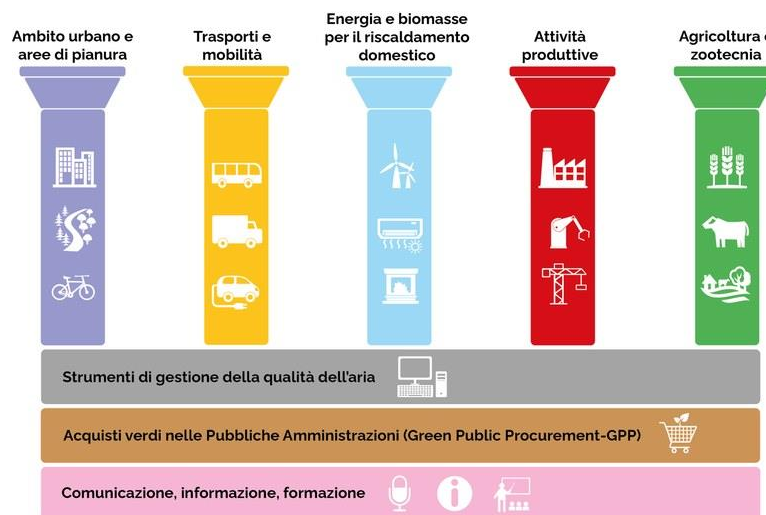 Ambito urbano e
aree di pianura
Trasporti e
mobilità
Energia e biomasse
per il riscaldamento
domestico
Attività
produttive
Agricoltura e
zootecnia
Strumenti di gestione della qualità dell'aria
Acquisti verdi nelle Pubbliche Amministrazioni (Green Public Procurement-GPP)
Comunicazione, informazione, formazione